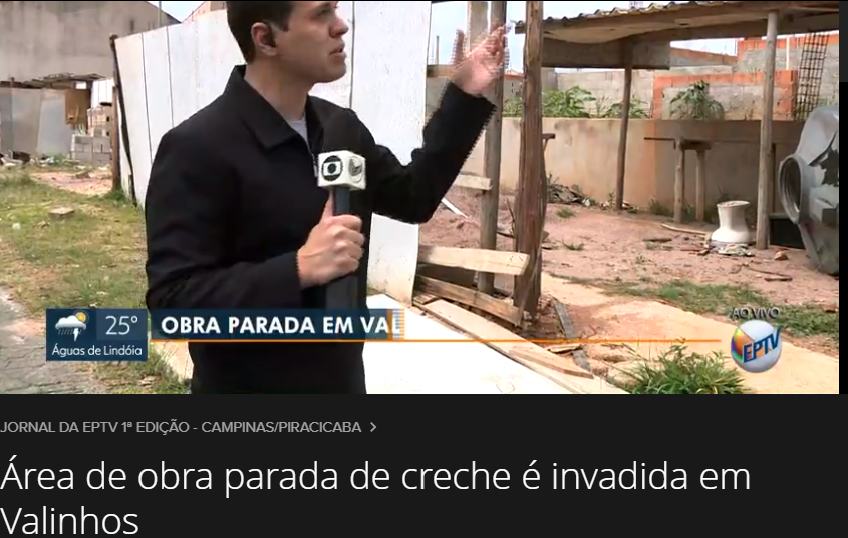 25°
Águas de Lindóia
OBRA PARADA EM VAL
AO VIVO
EPTV
JORNAL DA EPTV 1ª EDIÇÃO - CAMPINAS/PIRACICABA >
Área de obra parada de creche é invadida em
Valinhos